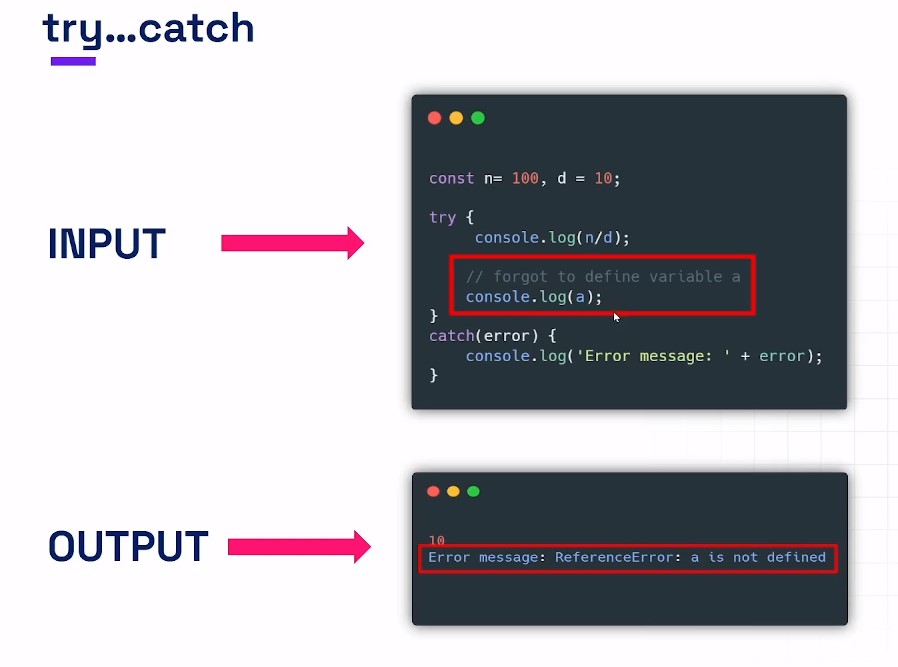 try...catch
INPUT
const n= 100, d = 10;
try {
console.log(n/d);
// forgot to define variable a
console.log(a);
}
catch(error) {
console.log('Error message: ' + error);
}
OUTPUT
10
Error message: ReferenceError: a is not defined